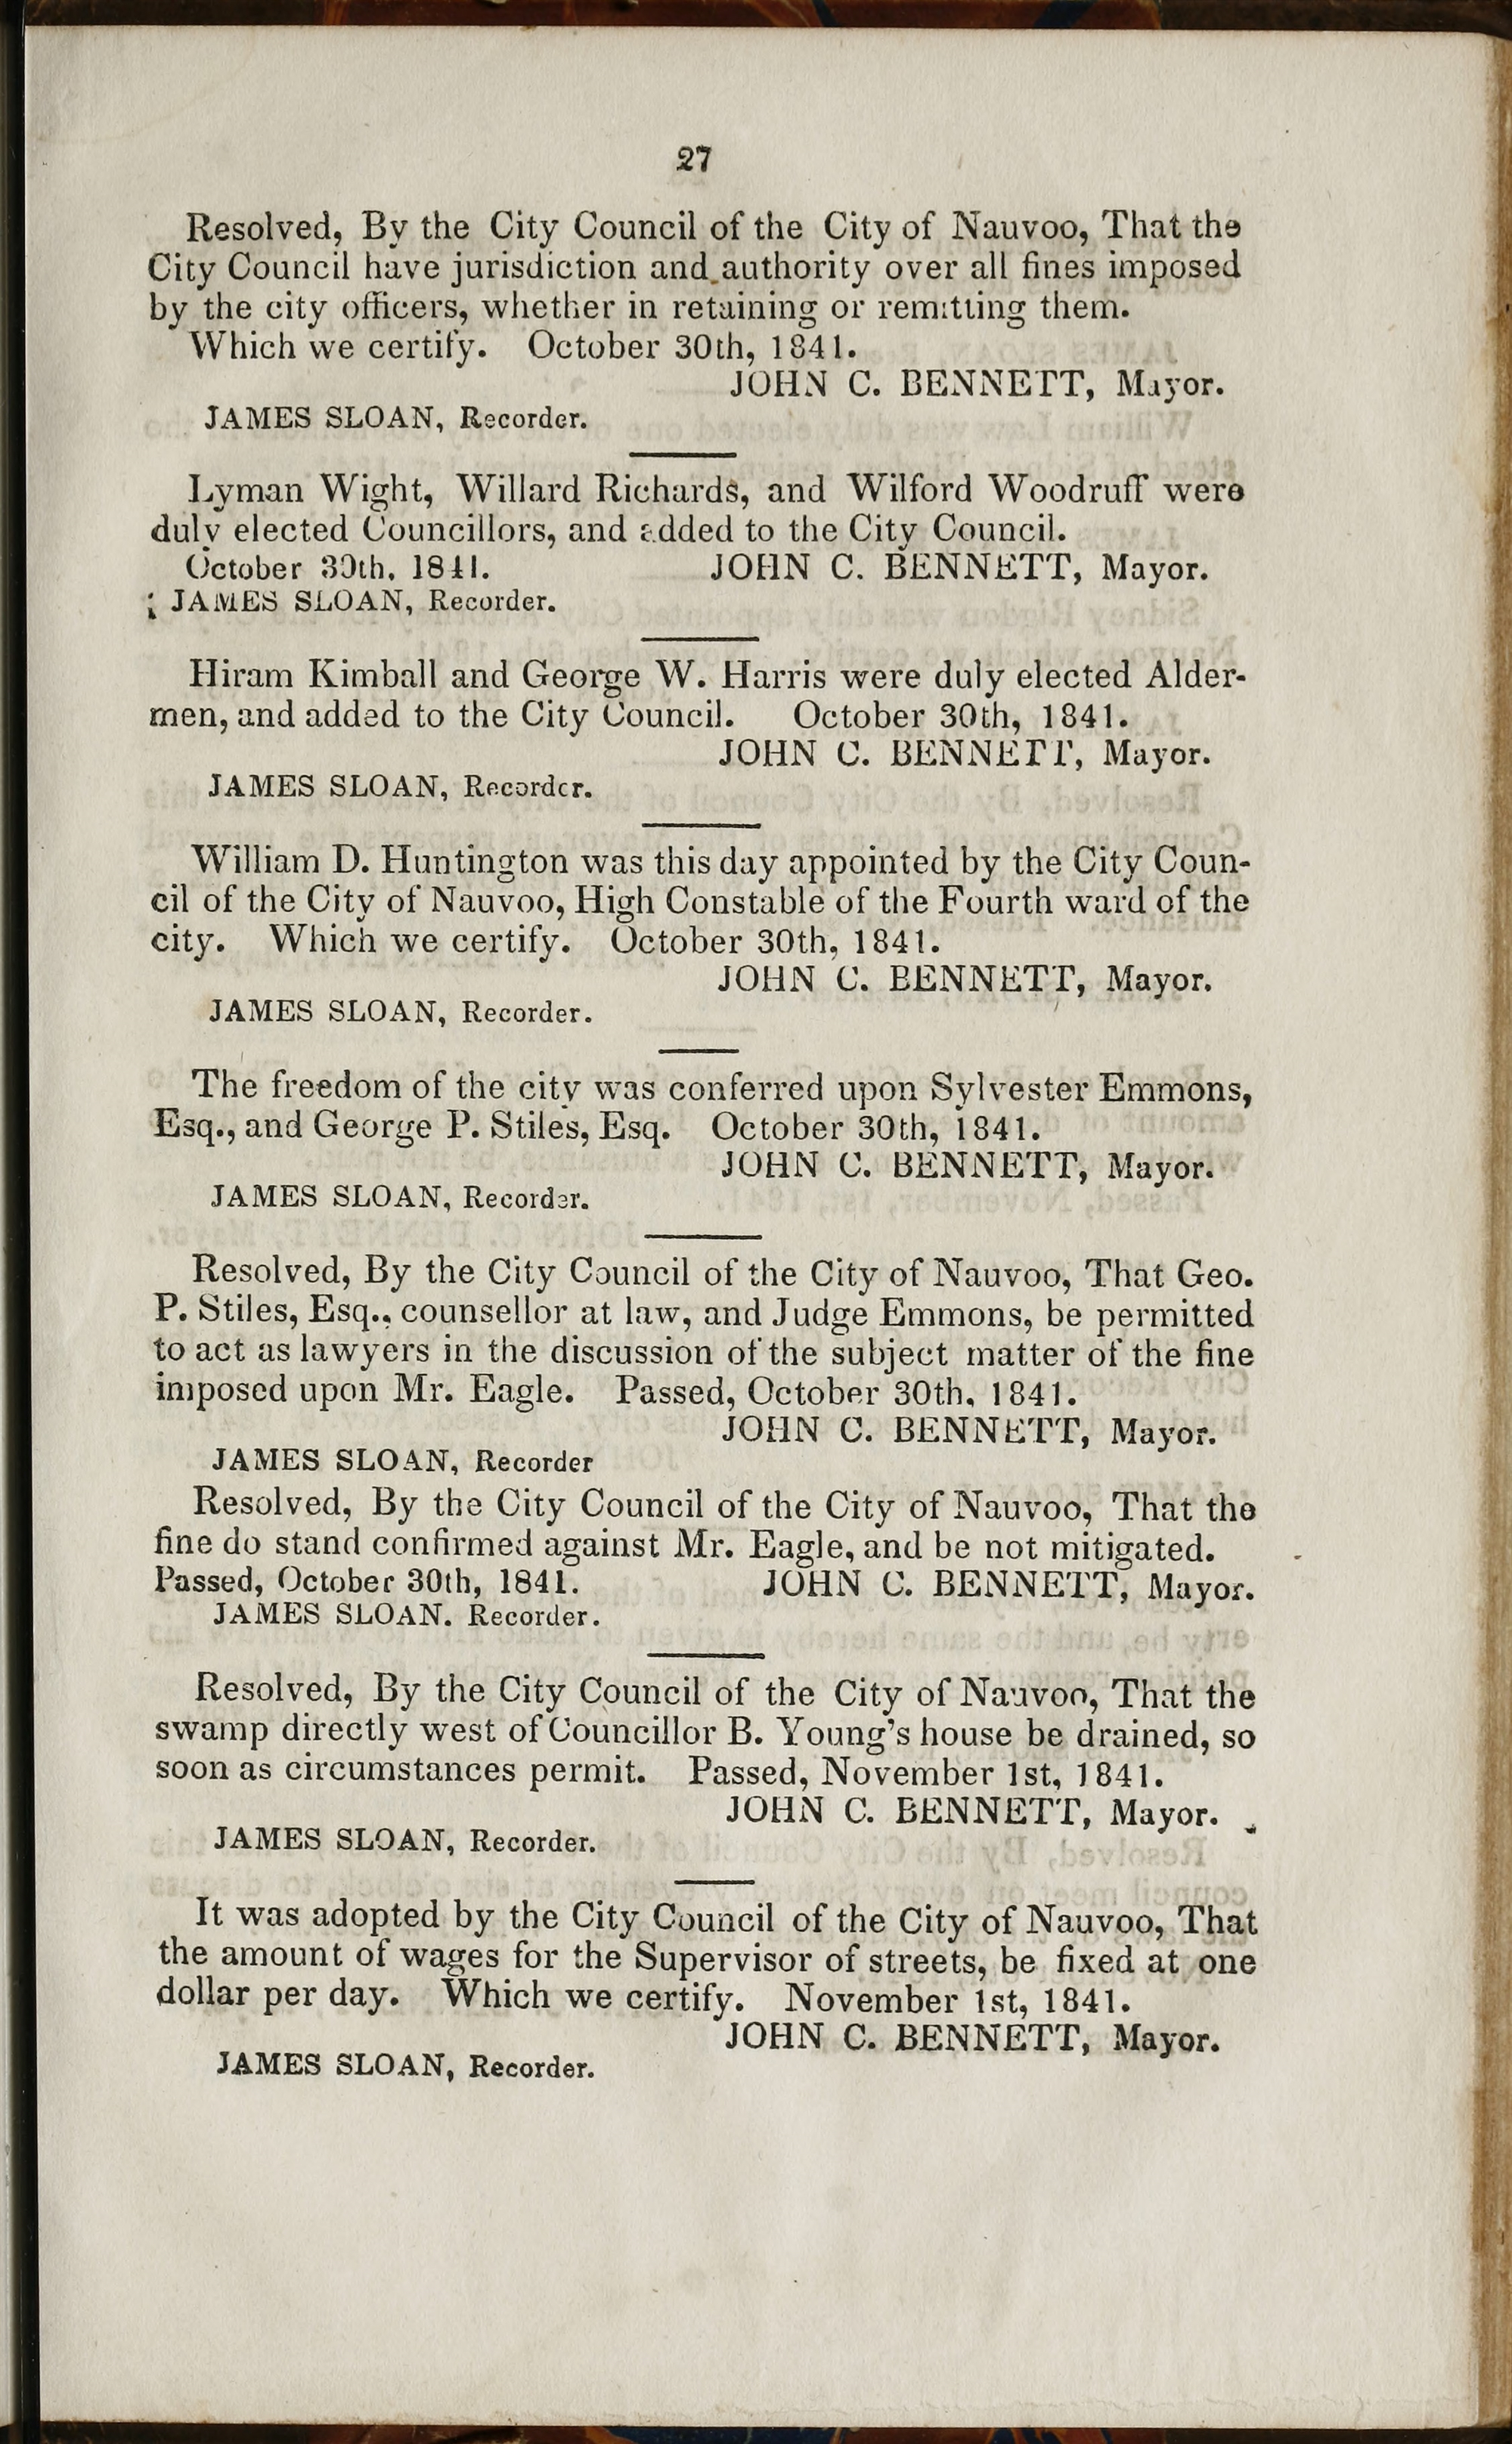 27
Resolved, By the City Council of the City of Nauvoo, That the
City Council have jurisdiction and authority over all fines imposed
by the city officers, whether in retaining or remitting them.
Which we certify. October 30th, 1841.
JOHN C. BENNETT, Mayor.
JAMES SLOAN, Recorder.
Lyman Wight, Willard Richards, and Wilford Woodruff were
duly elected Councillors, and added to the City Council.
October 30th, 1841. JOHN C. BENNETT, Mayor.
JAMES SLOAN, Recorder.
Hiram Kimball and George W. Harris were duly elected Alder-
men, and added to the City Council. October 30th, 1841.
JOHN C. BENNETT, Mayor.
JAMES SLOAN, Recorder.
William D. Huntington was this day appointed by the City Coun-
cil of the City of Nauvoo, High Constable of the Fourth ward of the
city. Which we certify. October 30th, 1841.
JOHN C. BENNETT, Mayor.
JAMES SLOAN, Recorder.
The freedom of the city was conferred upon Sylvester Emmons,
Esq., and George P. Stiles, Esq. October 30th, 1841.
JOHN C. BENNETT, Mayor.
JAMES SLOAN, Recorder.
Resolved, By the City Council of the City of Nauvoo, That Geo.
P. Stiles, Esq., counsellor at law, and Judge Emmons, be permitted
to act as lawyers in the discussion of the subject matter of the fine
imposed upon Mr. Eagle. Passed, October 30th, 1841.
JOHN C. BENNETT, Mayor.
JAMES SLOAN, Recorder
Resolved, By the City Council of the City of Nauvoo, That the
fine do stand confirmed against Mr. Eagle, and be not mitigated.
Passed, October 30th, 1841. JOHN C. BENNETT, Mayor.
JAMES SLOAN. Recorder.
Resolved, By the City Council of the City of Nauvoo, That the
swamp directly west of Councillor B. Young's house be drained, so
soon as circumstances permit. Passed, November 1st, 1841.
JOHN C. BENNETT, Mayor.
JAMES SLOAN, Recorder.
It was adopted by the City Council of the City of Nauvoo, That
the amount of wages for the Supervisor of streets, be fixed at one
dollar per day. Which we certify. November 1st, 1841.
JOHN C. BENNETT, Mayor.
JAMES SLOAN, Recorder.